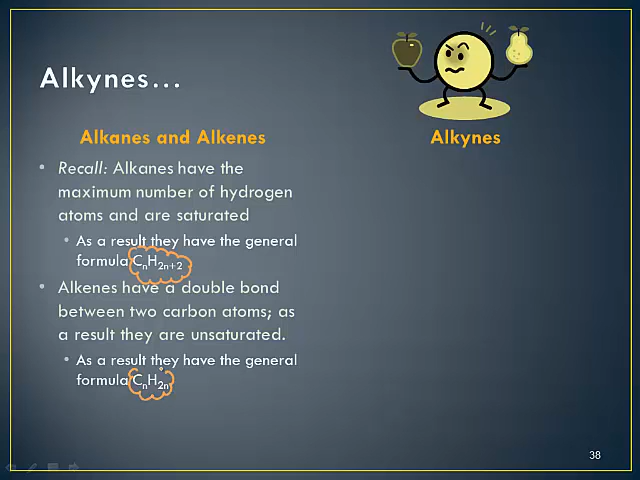 Alkynes…
Alkanes and Alkenes
• Recall: Alkanes have the
maximum number of hydrogen
atoms and are saturated
• As a result they have the general
formula CₙH₂ₙ₊₂
• Alkenes have a double bond
between two carbon atoms; as
a result they are unsaturated.
• As a result they have the general
formula CₙH₂ₙ
Alkynes
38